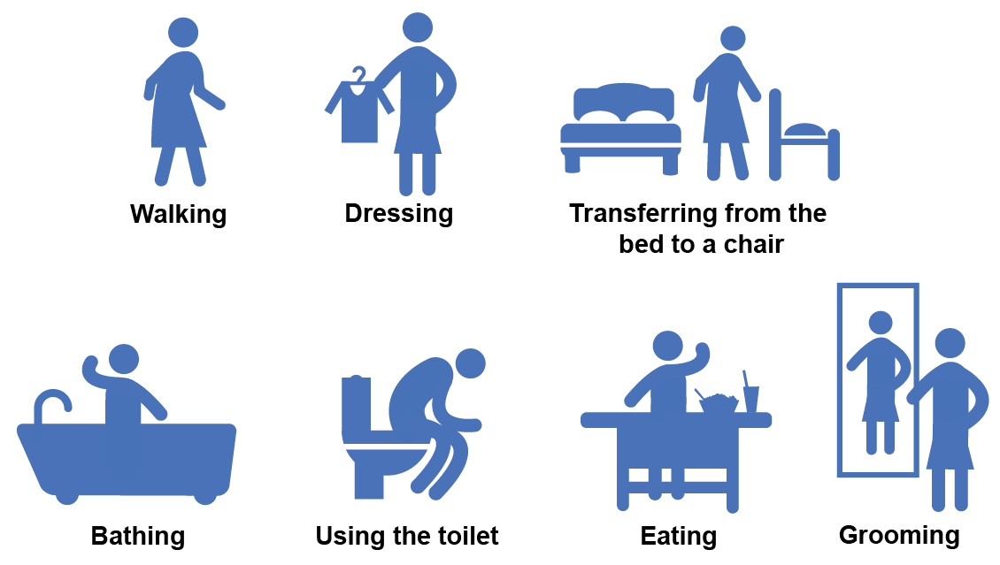 Walking
Dressing
Transferring from the
bed to a chair
Bathing
Using the toilet
Eating
Grooming